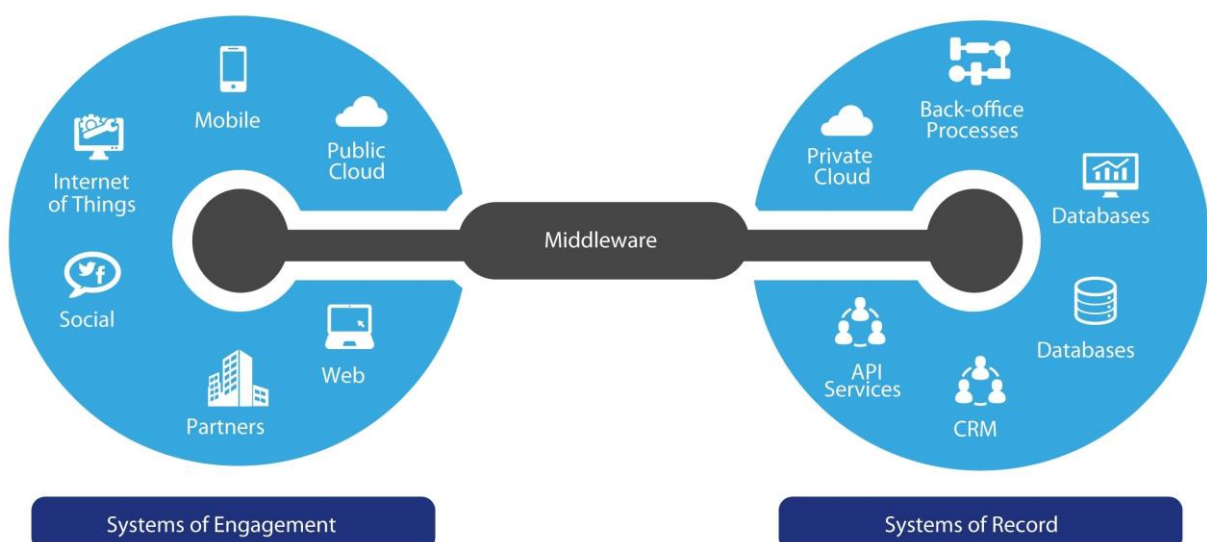 Mobile
Public
Cloud
Internet
of Things
Social
Web
Partners
Middleware
Back-office
Processes
Private
Cloud
Databases
Databases
API
Services
CRM
Systems of Engagement
Systems of Record